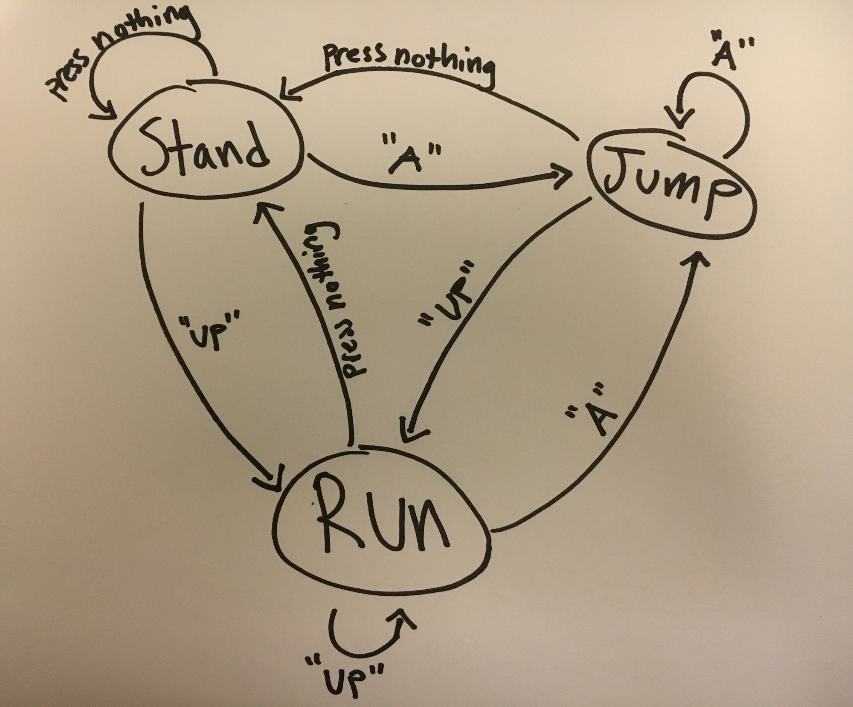 Press nothing
Press nothing
"A"
Stand
"A"
Jump
Press nothing
"UP"
"UP"
"A"
RUn
"UP"